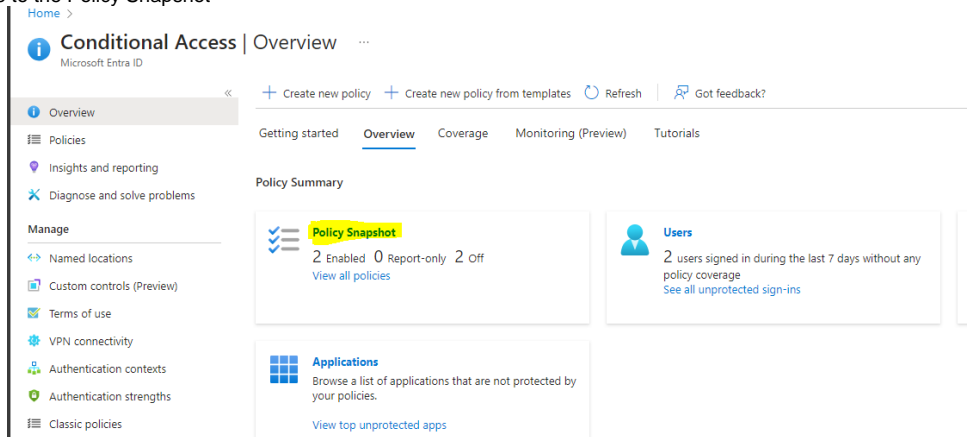 to the Policy Snapshot
Home >
Conditional Access | Overview ...
Microsoft Entra ID
«
Overview
Policies
Insights and reporting
Diagnose and solve problems
Manage
Named locations
Custom controls (Preview)
Terms of use
VPN connectivity
Authentication contexts
Authentication strengths
Classic policies
+ Create new policy + Create new policy from templates Refresh Got feedback?
Getting started Overview Coverage Monitoring (Preview) Tutorials
Policy Summary
Policy Snapshot
2 Enabled 0 Report-only 2 Off
View all policies
Users
2 users signed in during the last 7 days without any
policy coverage
See all unprotected sign-ins
Applications
Browse a list of applications that are not protected by
your policies.
View top unprotected apps